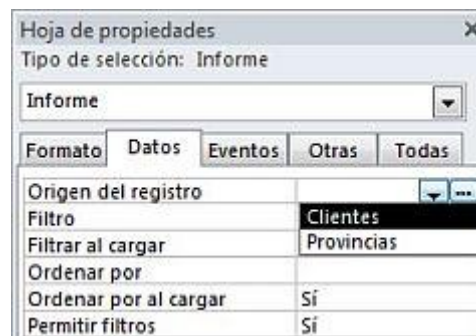 Hoja de propiedades
Tipo de selección: Informe
Informe
Formato Datos Eventos Otras Todas
Origen del registro
Filtro Clientes
Filtrar al cargar Provincias
Ordenar por
Ordenar por al cargar Sí
Permitir filtros Sí